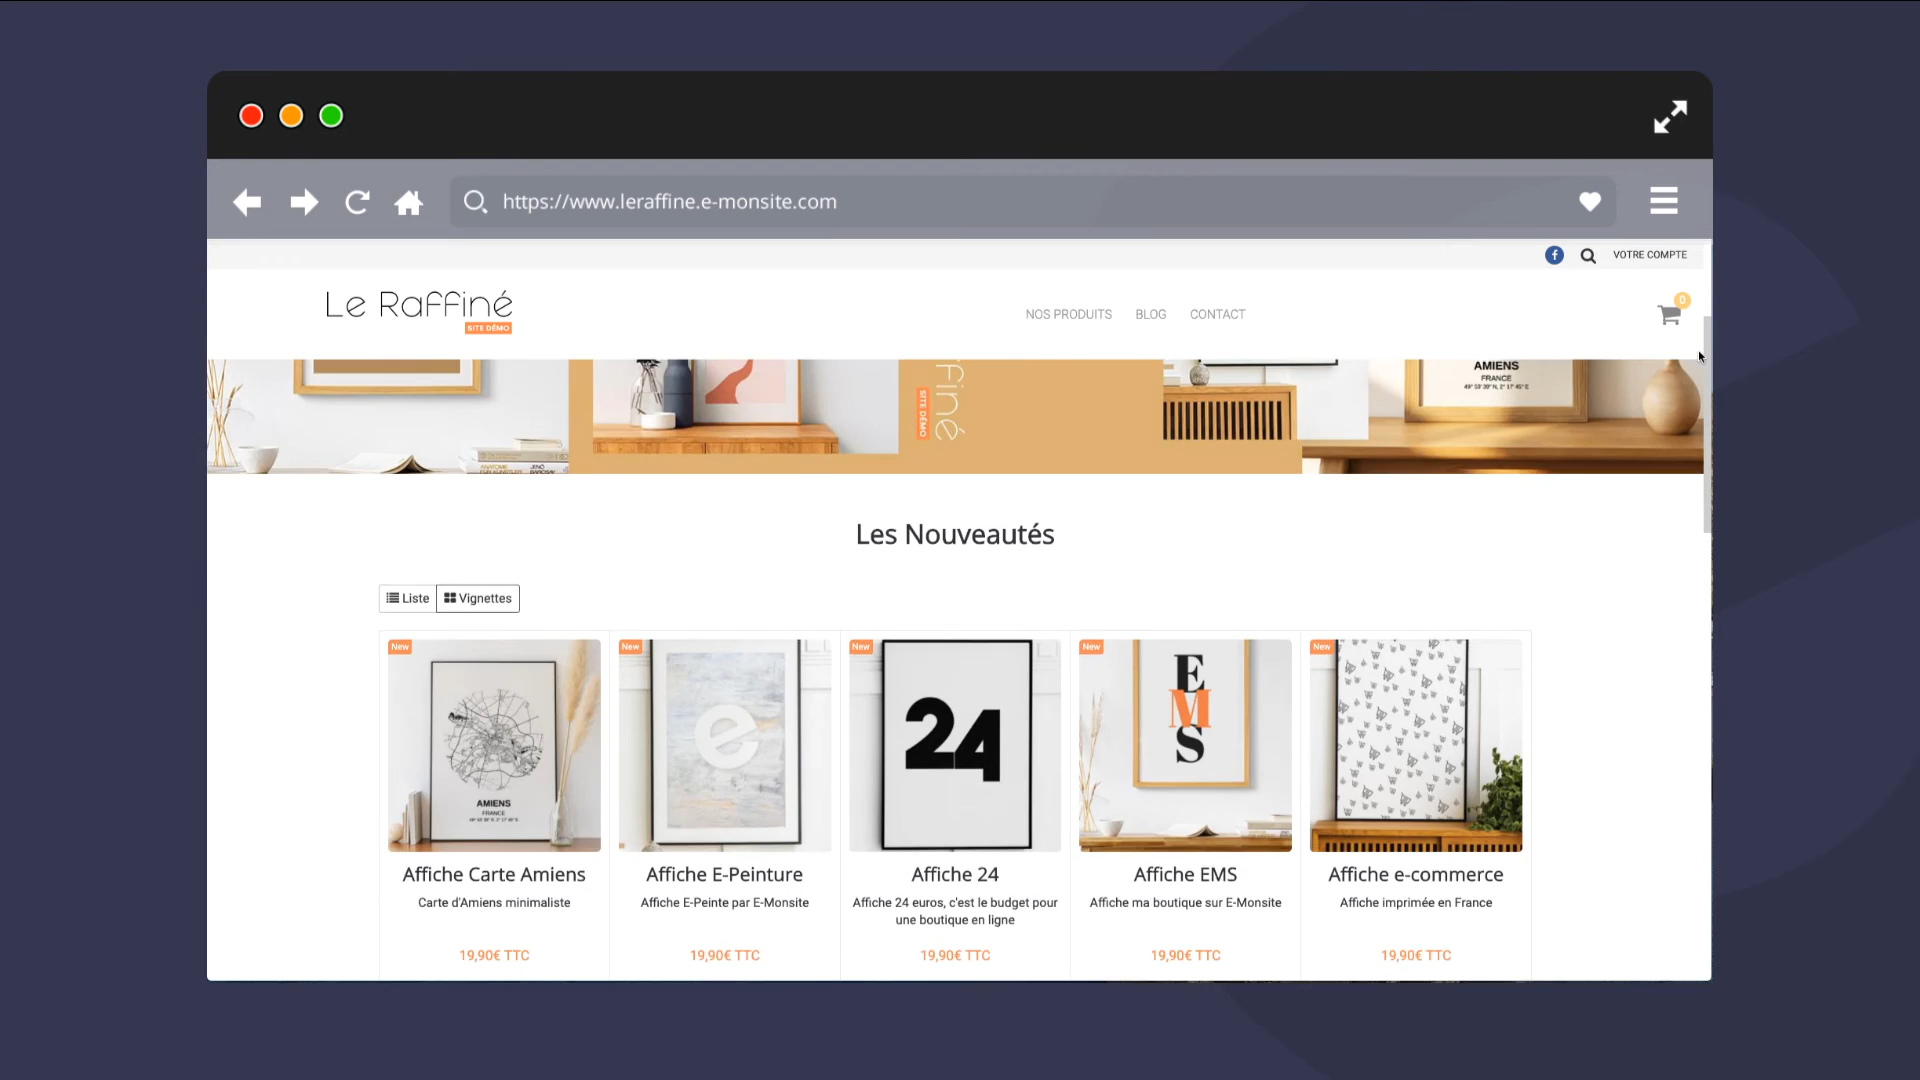 https://www.leraffine.e-monsite.com
VOTRE COMPTE
Le Raffiné
SITE DÉMO
NOS PRODUITS
BLOG
CONTACT
0
SITE DÉMO
finé
AMIENS
FRANCE
Les Nouveautés
Liste
Vignettes
New
New
New
New
New
AMIENS
FRANCE
e
24
E
M
S
Affiche Carte Amiens
Affiche E-Peinture
Affiche 24
Affiche EMS
Affiche e-commerce
Carte d'Amiens minimaliste
Affiche E-Peinte par E-Monsite
Affiche 24 euros, c'est le budget pour
une boutique en ligne
Affiche ma boutique sur E-Monsite
Affiche imprimée en France
19,90€ TTC
19,90€ TTC
19,90€ TTC
19,90€ TTC
19,90€ TTC